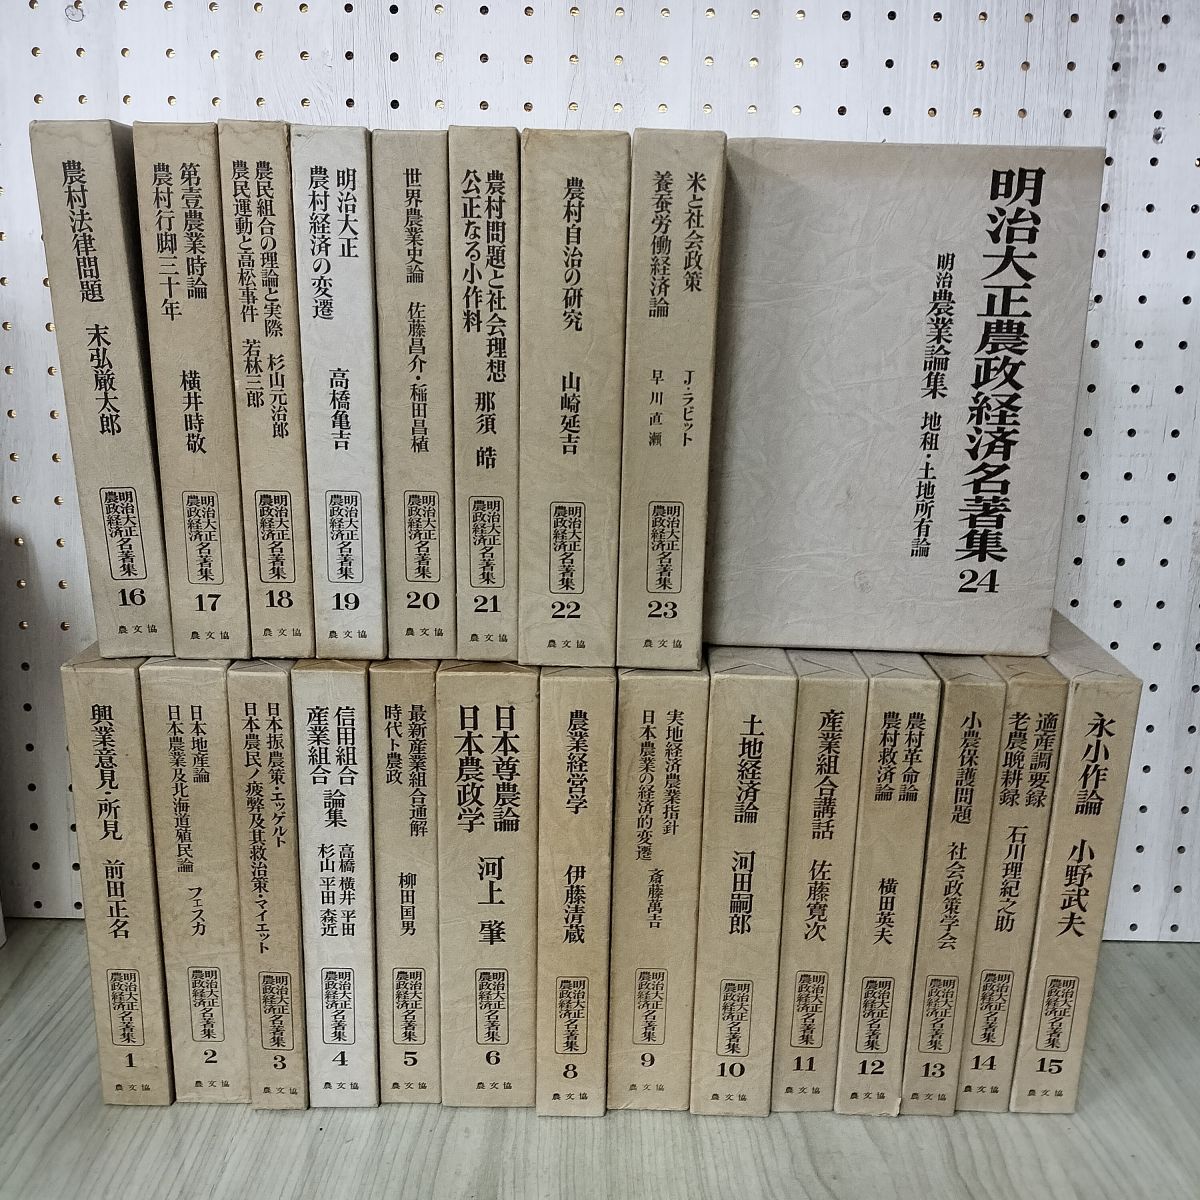 農村法律問題 末弘厳太郎
明治大正
農政経済名著集
16
第壹農業時論
農村行脚三十年
横井時敬
明治大正
農政経済名著集
17
農文協
農民組合の理論と実際 杉山元治郎
農民運動と高松事件 若林三郎
明治大正
農政経済名著集
18
農文協
明治大正
農村経済の変遷
高橋亀吉
明治大正
農政経済名著集
19
農文協
世界農業史論 佐藤昌介・稲田昌植
明治大正
農政経済名著集
20
農文協
農村問題と社会理想
公正なる小作料
那須 皓
明治大正
農政経済名著集
21
農文協
農村自治の研究 山崎延吉
明治大正
農政経済名著集
22
農文協
米と社会政策 J・ラビット
養蚕労働経済論 早川直瀬
明治大正
農政経済名著集
23
農文協
明治大正農政経済名著集 24
明治農業論集 地租・土地所有論
興業意見・所見 前田正名
明治大正
農政経済名著集
1
農文協
日本地産論
日本農業及北海道殖民論
フェスカ
明治大正
農政経済名著集
2
農文協
日本振農策・エッゲルト
日本農民ノ疲弊及其救治策・マイエット
明治大正
農政経済名著集
3
農文協
信用組合
産業組合
論集
高橋 横井 平田
杉山 平田 森近
明治大正
農政経済名著集
4
農文協
最新産業組合通解
時代ト農政
柳田国男
明治大正
農政経済名著集
5
農文協
日本尊農論
日本農政学
河上 肇
明治大正
農政経済名著集
6
農文協
農業経営学 伊藤清蔵
明治大正
農政経済名著集
8
農文協
実地経済農業指針
日本農業の経済的変遷
斎藤萬吉
明治大正
農政経済名著集
9
農文協
土地経済論 河田嗣郎
明治大正
農政経済名著集
10
農文協
産業組合講話 佐藤寛次
明治大正
農政経済名著集
11
農文協
農村革命論
農村救済論
横田英夫
明治大正
農政経済名著集
12
農文協
小農保護問題 社会政策学会
明治大正
農政経済名著集
13
農文協
適産調要録
老農晩耕録
石川理紀之助
明治大正
農政経済名著集
14
農文協
永小作論 小野武夫
明治大正
農政経済名著集
15
農文協